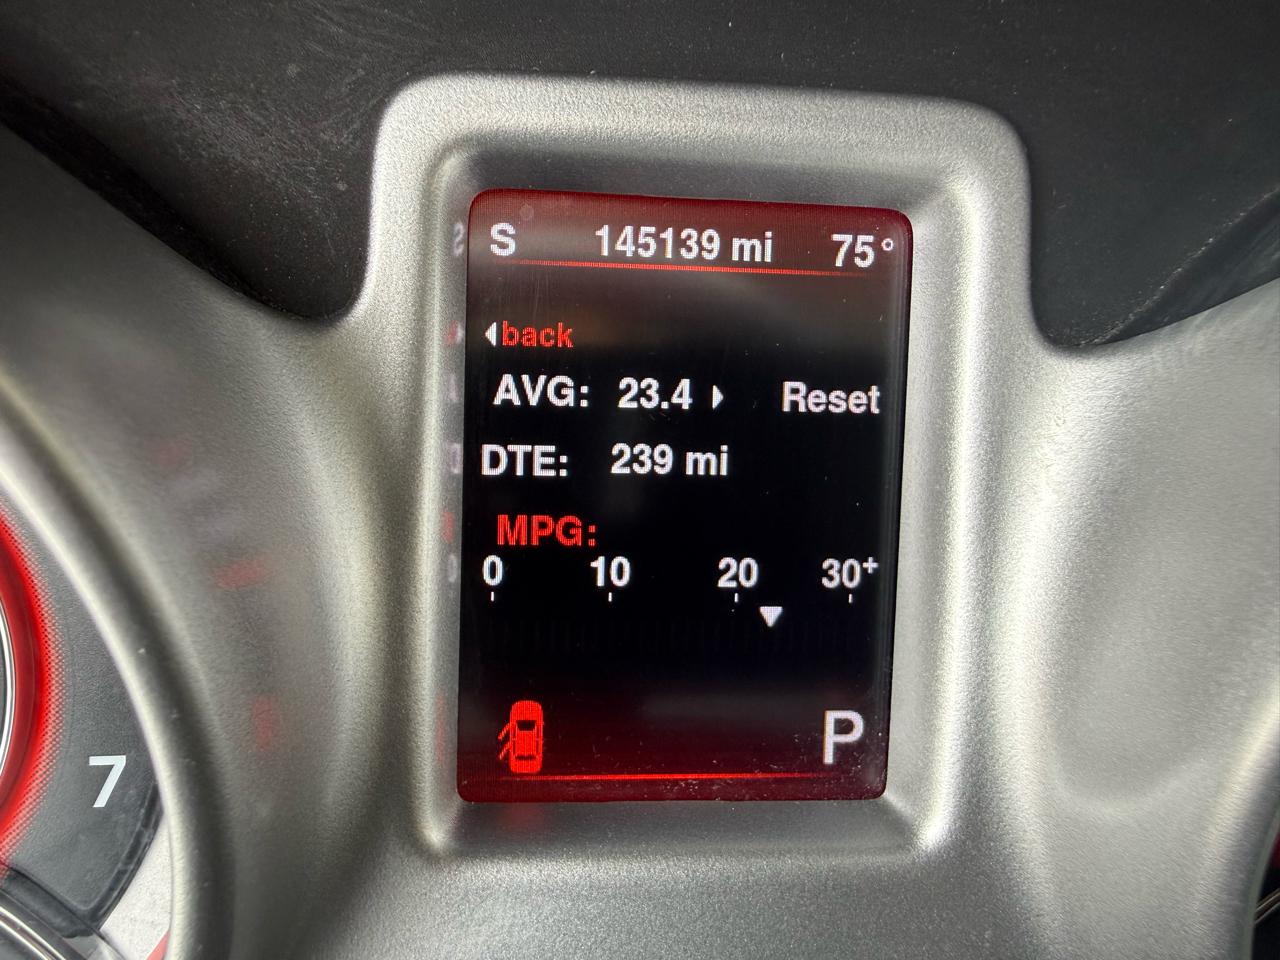 S 145139 mi 75°
back
AVG: 23.4 Reset
DTE: 239 mi
MPG:
0 10 20 30+
P
7